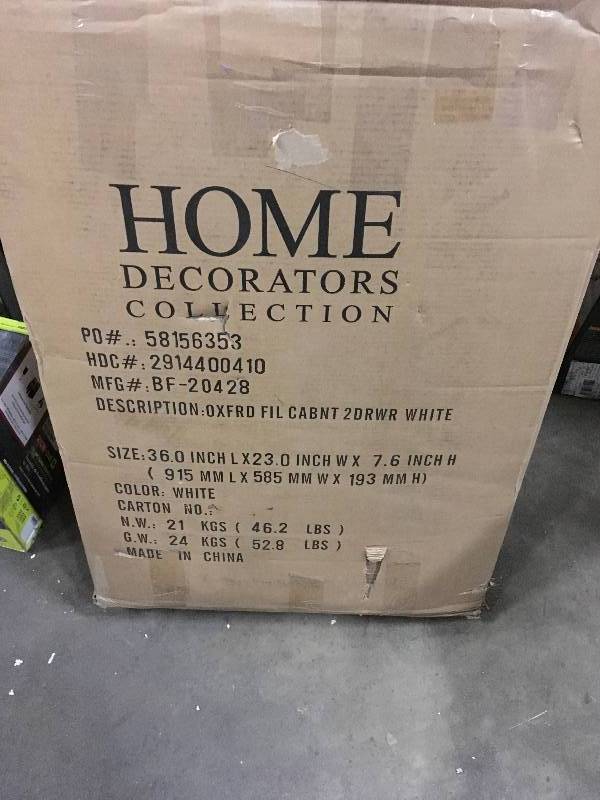 HOME
DECORATORS
COLLECTION
PO#.: 58156353
HDC#: 2914400410
MFG#: BF-20428
DESCRIPTION:OXFRD FIL CABNT 2DRWR WHITE
SIZE:36.0 INCH L X23.0 INCH W X 7.6 INCH H
( 915 MM L X 585 MM W X 193 MM H)
COLOR: WHITE
CARTON NO.:
N.W.: 21 KGS ( 46.2 LBS )
G.W.: 24 KGS ( 52.8 LBS )
MADE IN CHINA